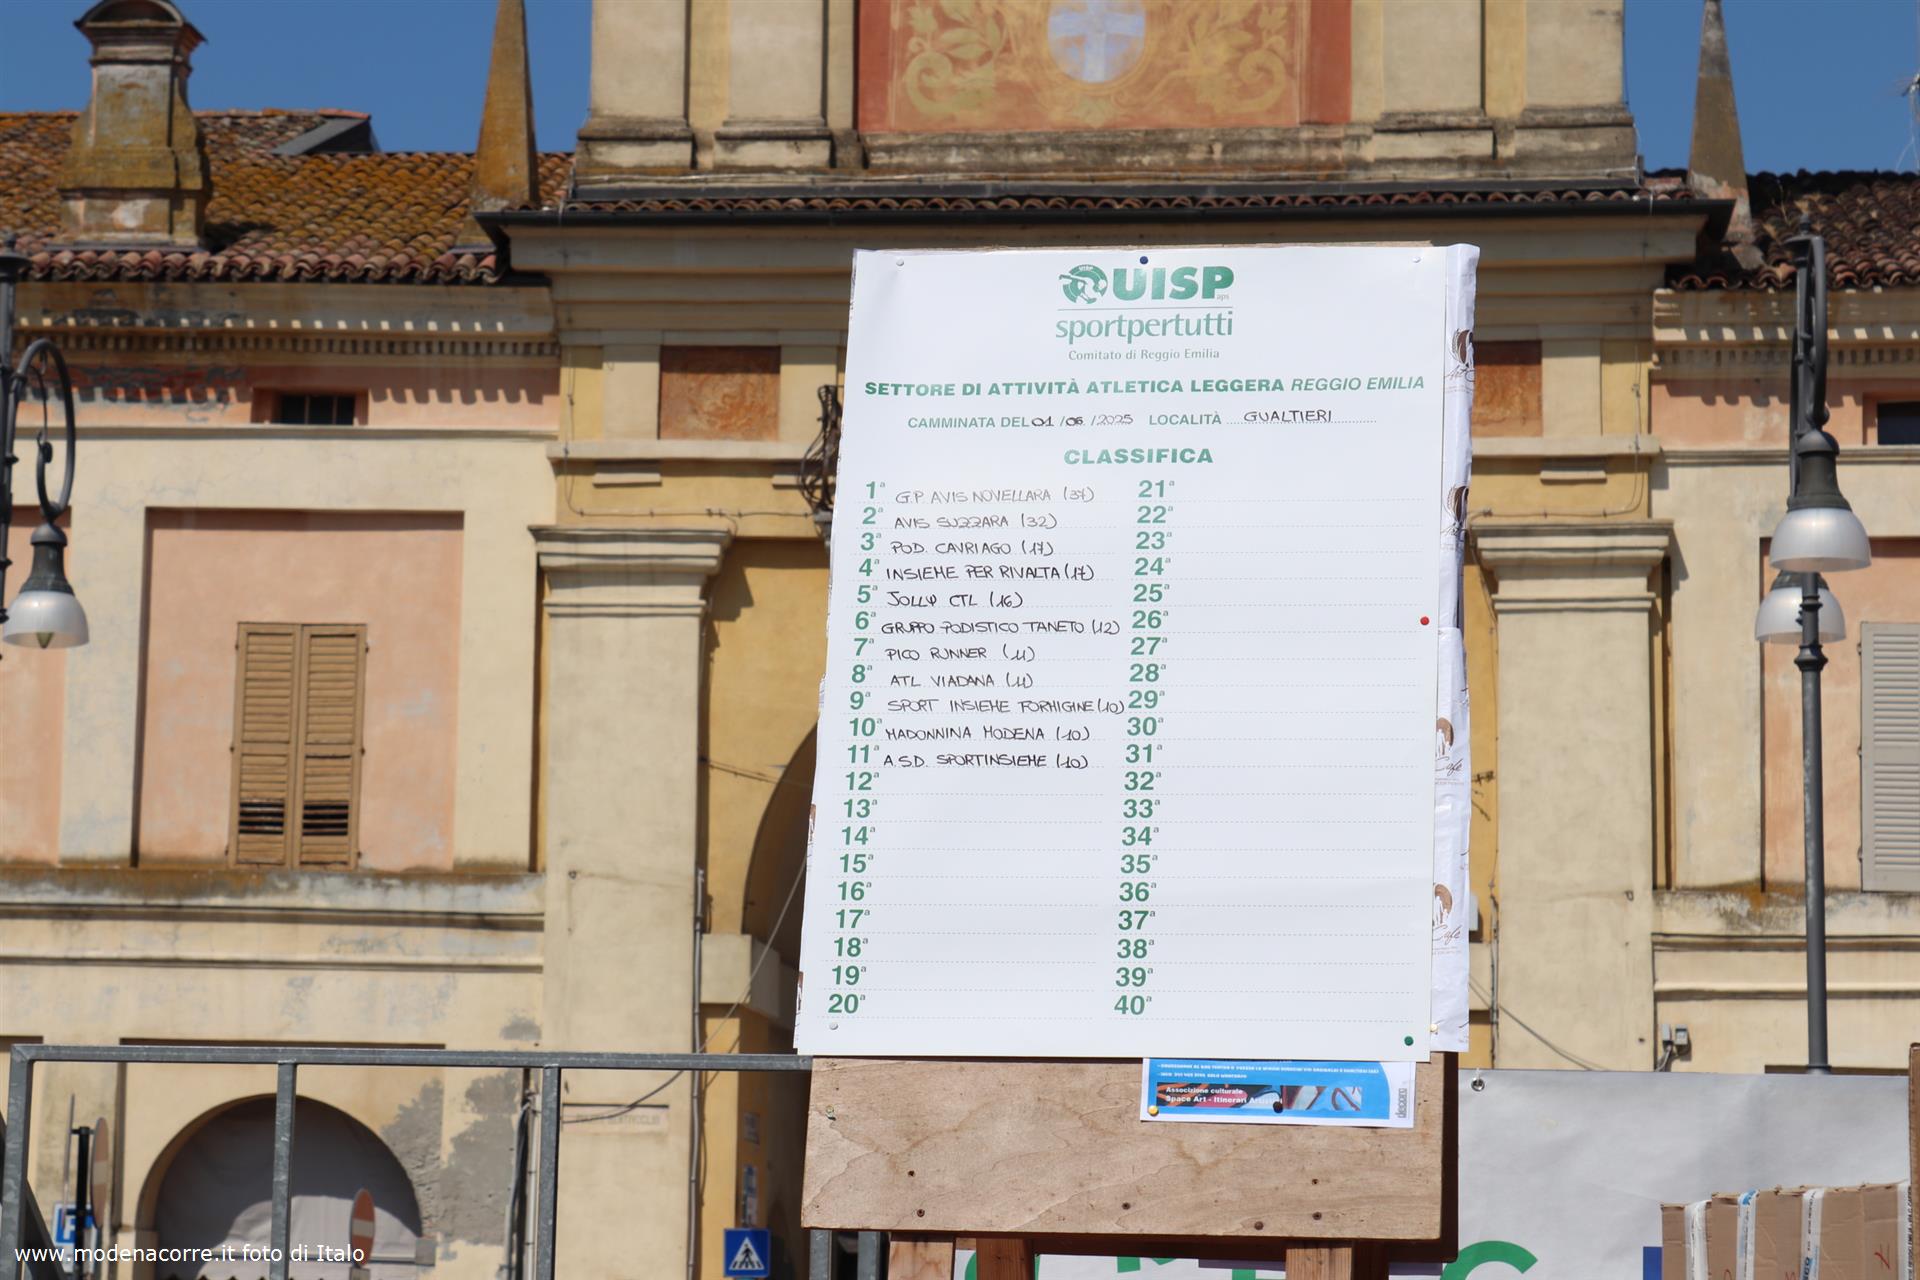 UISP
aps
sportpertutti
Comitato di Reggio Emilia
SETTORE DI ATTIVITÀ ATLETICA LEGGERA REGGIO EMILIA
CAMMINATA DEL 01 / 06 / 2025 LOCALITÀ GUALTIERI
CLASSIFICA
1ª G.P AVIS NOVELLARA (37)
2ª AVIS SUZZARA (32)
3ª POD. CAVRIAGO (17)
4ª INSIEME PER RIVALTA (17)
5ª JOLLY CTL (16)
6ª GRUPPO PODISTICO TANETO (12)
7ª PICO RUNNER (11)
8ª ATL VIADANA (11)
9ª SPORT INSIEME FORMIGINE (10)
10ª MADONNINA MODENA (10)
11ª A.S.D. SPORTINSIEME (10)
12ª
13ª
14ª
15ª
16ª
17ª
18ª
19ª
20ª
21ª
22ª
23ª
24ª
25ª
26ª
27ª
28ª
29ª
30ª
31ª
32ª
33ª
34ª
35ª
36ª
37ª
38ª
39ª
40ª
Associazione culturale
Space Art - Itinerari
decom
P
www.modenacorre.it foto di Italo